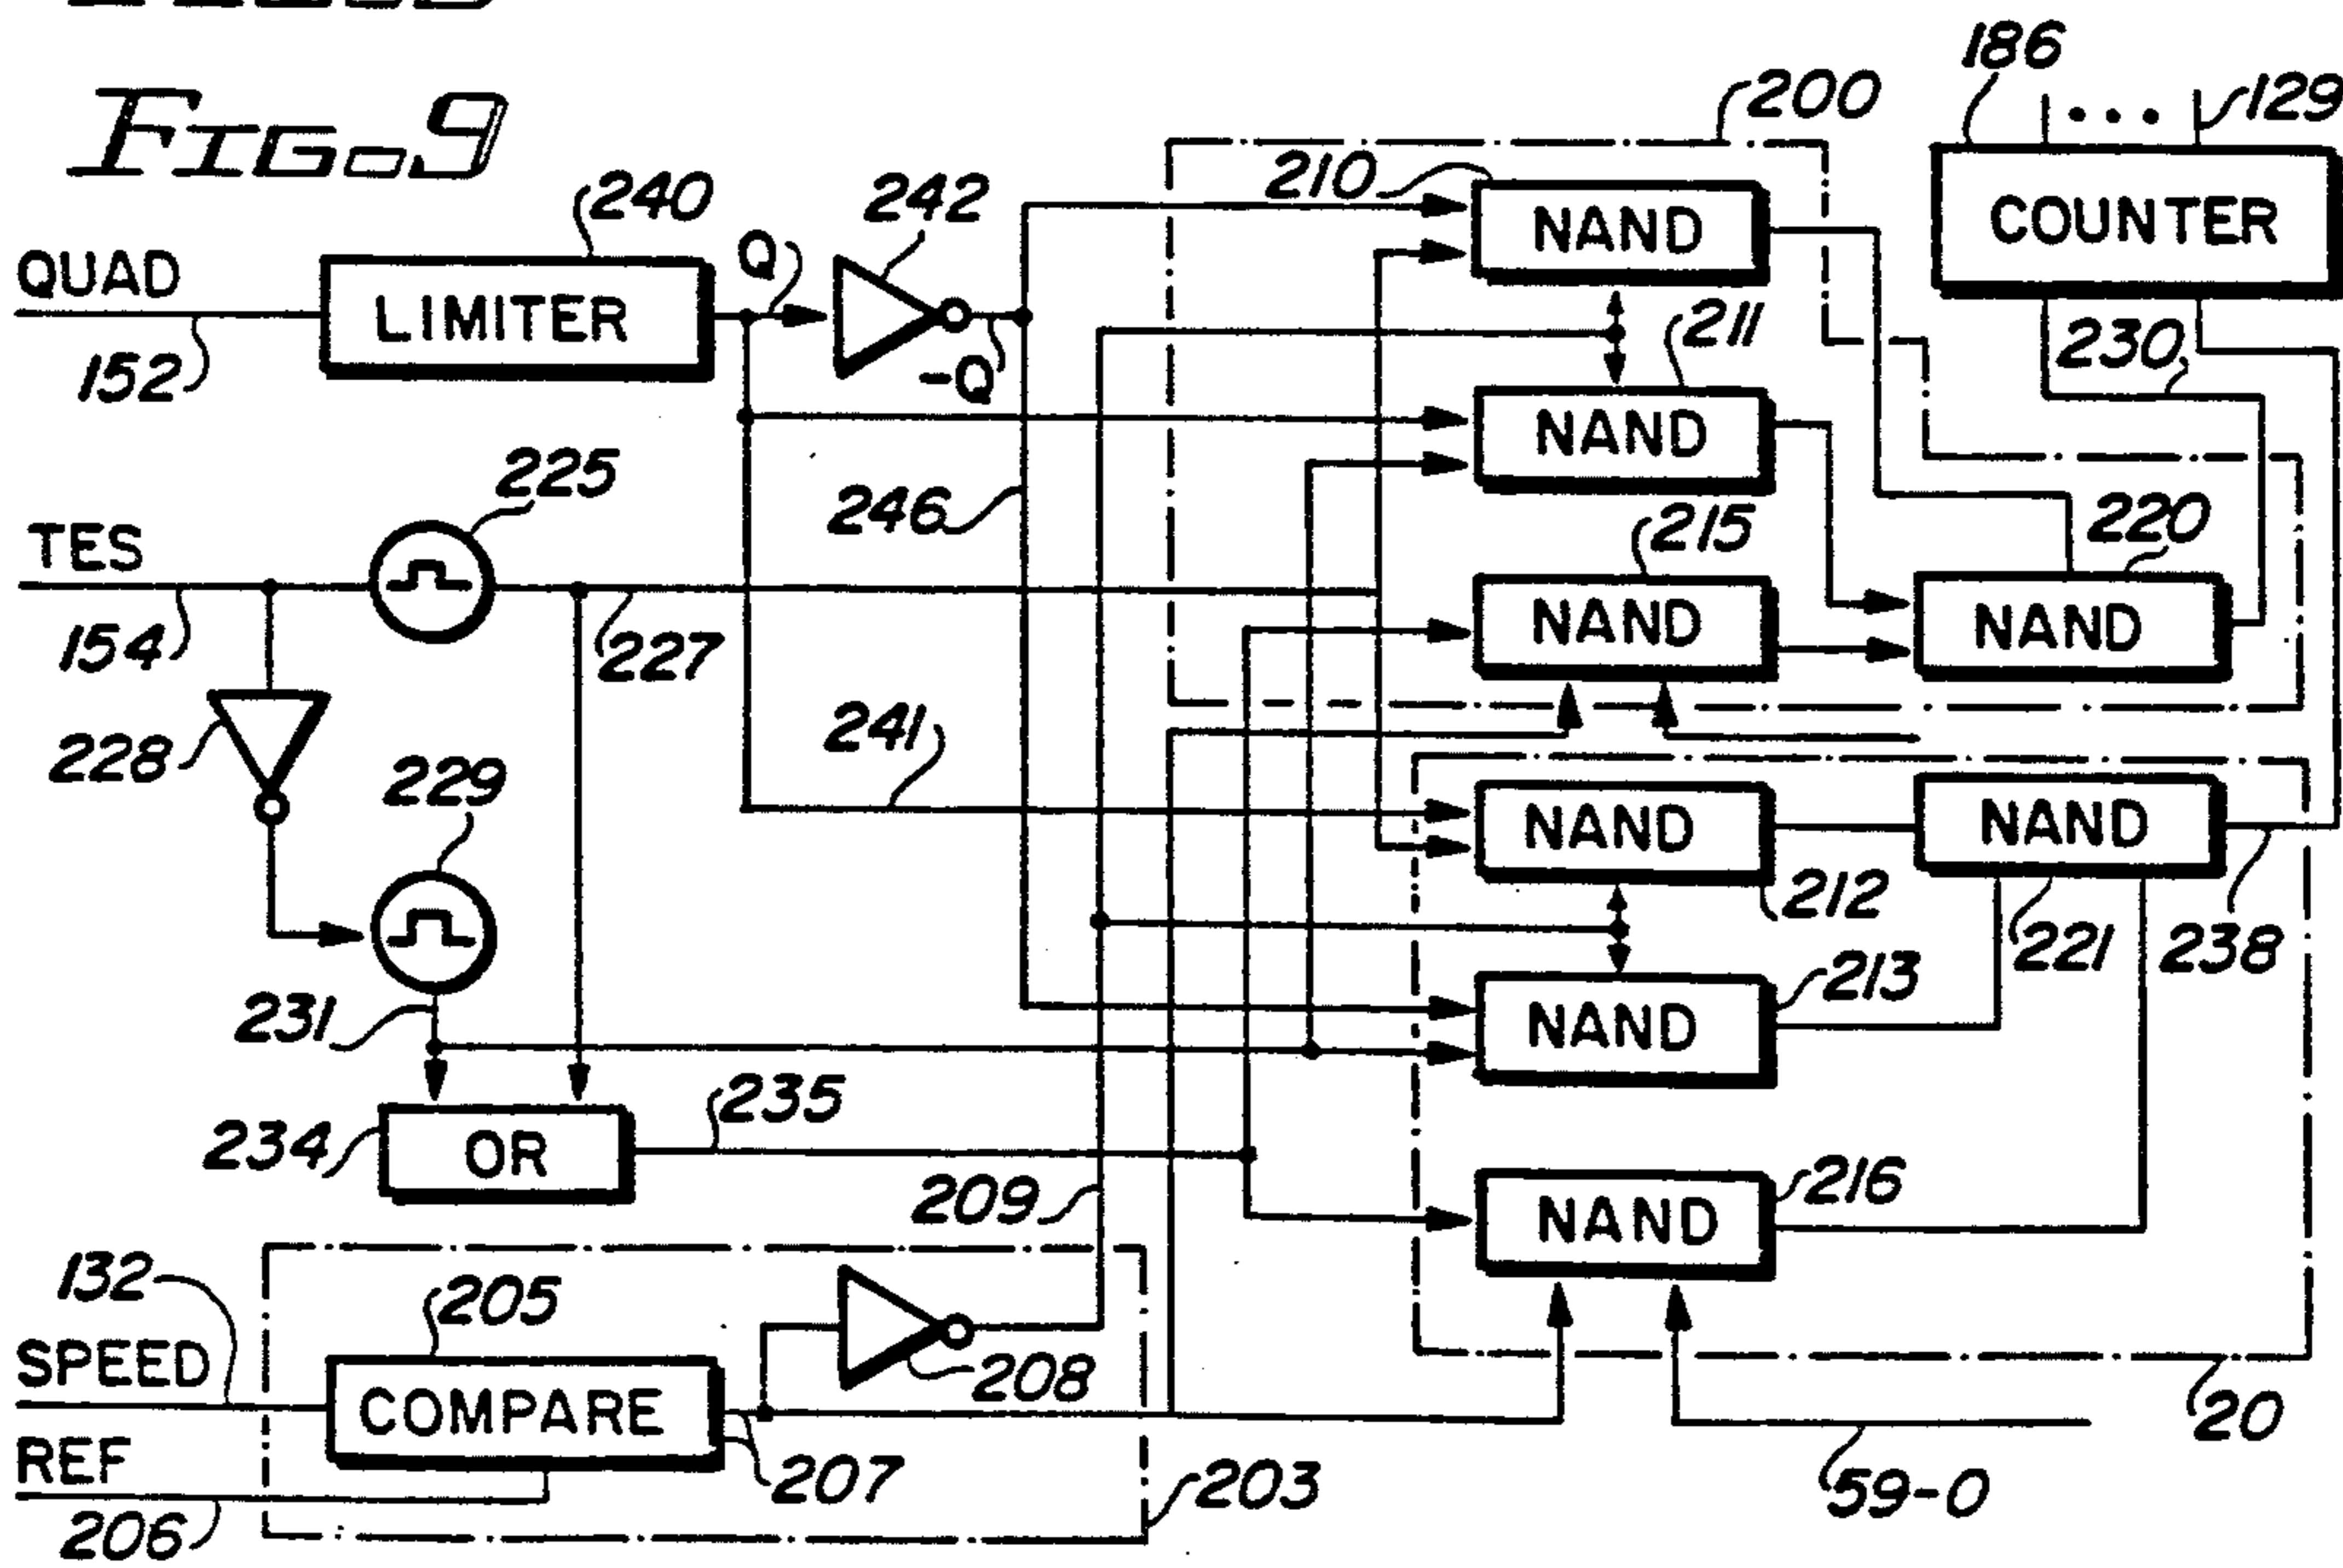 FIG. 9
186
129
200
COUNTER
210
NAND
240
242
QUAD
LIMITER
Q
-Q
152
211
NAND
230
225
246
215
220
TES
154
227
NAND
NAND
228
241
229
NAND
NAND
212
221
238
213
NAND
231
235
234
OR
209
216
NAND
132
205
SPEED
COMPARE
208
REF
207
203
206
59-0
20